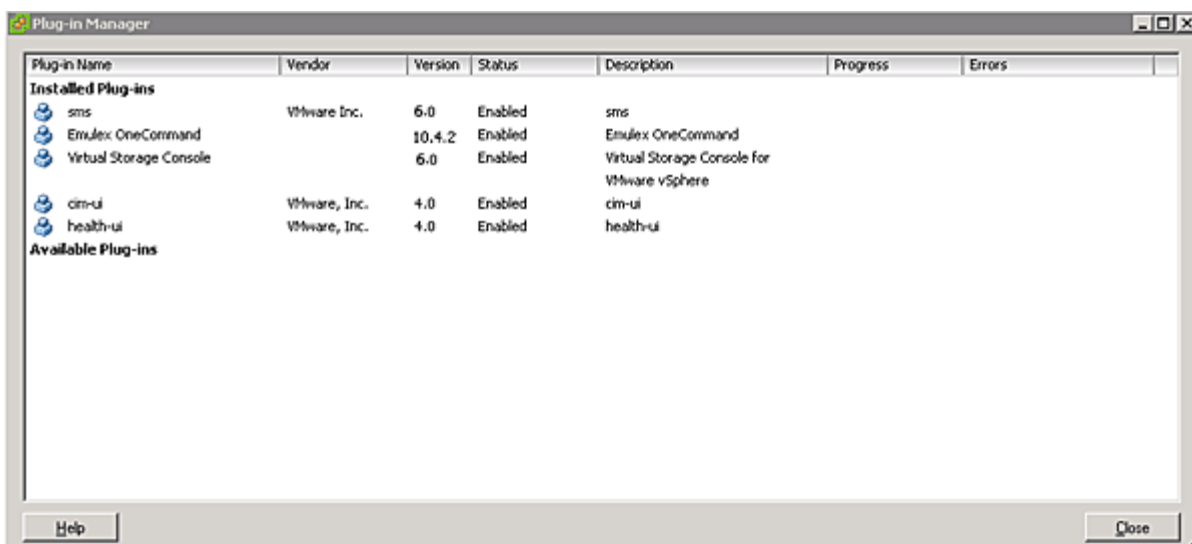 Plug-in Manager
Plug-in Name Vendor Version Status Description Progress Errors
Installed Plug-ins
sms VMware Inc. 6.0 Enabled sms
Emulex OneCommand 10.4.2 Enabled Emulex OneCommand
Virtual Storage Console 6.0 Enabled Virtual Storage Console for
VMware vSphere
cim-ui VMware, Inc. 4.0 Enabled cim-ui
health-ui VMware, Inc. 4.0 Enabled health-ui
Available Plug-ins
Help Close